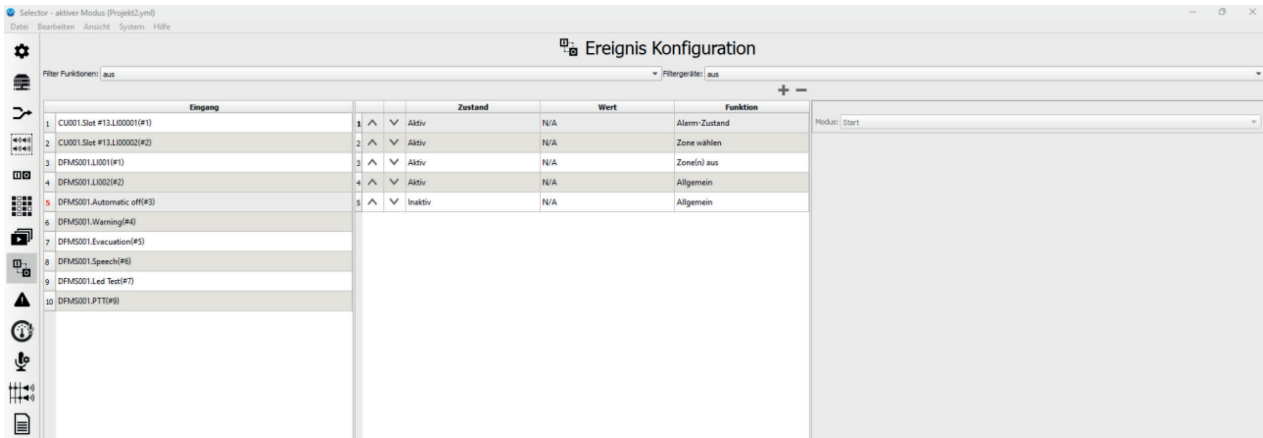 Selector - aktiver Modus (Projekt2.yml)
Datei Bearbeiten Ansicht System Hilfe
Ereignis Konfiguration
Filter Funktionen: aus Filtergeräte: aus
Eingang Zustand Wert Funktion
1 CU001.Slot #13.LI00001(#1) 1 Aktiv N/A Alarm-Zustand Modus: Start
2 CU001.Slot #13.LI00002(#2) 2 Aktiv N/A Zone wählen
3 DFMS001.LI001(#1) 3 Aktiv N/A Zone(n) aus
4 DFMS001.LI002(#2) 4 Aktiv N/A Allgemein
5 DFMS001.Automatic off(#3) 5 Inaktiv N/A Allgemein
6 DFMS001.Warning(#4)
7 DFMS001.Evacuation(#5)
8 DFMS001.Speech(#6)
9 DFMS001.Led Test(#7)
10 DFMS001.PTT(#9)